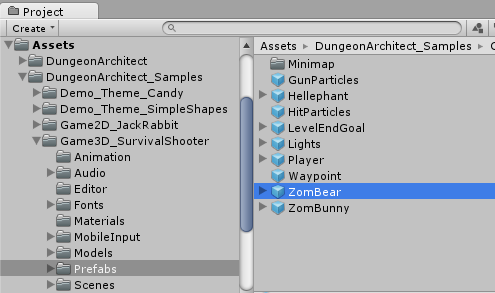 Project
Create
Assets
DungeonArchitect
DungeonArchitect_Samples
Demo_Theme_Candy
Demo_Theme_SimpleShapes
Game2D_JackRabbit
Game3D_SurvivalShooter
Animation
Audio
Editor
Fonts
Materials
MobileInput
Models
Prefabs
Scenes
Assets DungeonArchitect_Samples
Minimap
GunParticles
Hellephant
HitParticles
LevelEndGoal
Lights
Player
Waypoint
ZomBear
ZomBunny